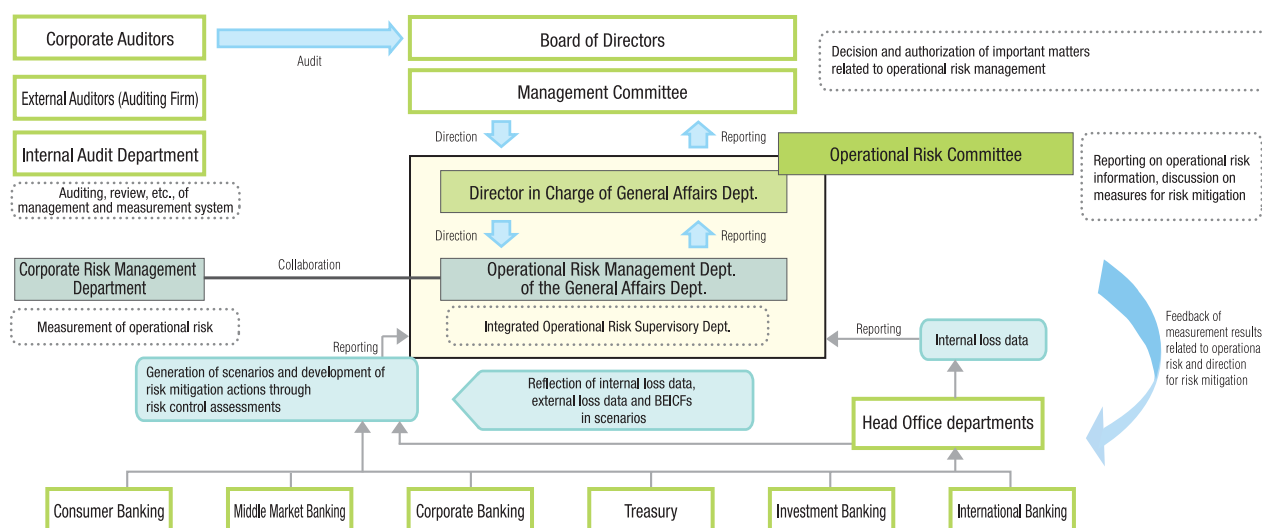 Corporate Auditors
Audit
Board of Directors
Decision and authorization of important matters
related to operational risk management
External Auditors (Auditing Firm)
Management Committee
Internal Audit Department
Direction
Reporting
Operational Risk Committee
Reporting on operational risk
information, discussion on
measures for risk mitigation
Auditing, review, etc., of
management and measurement system
Director in Charge of General Affairs Dept.
Direction
Reporting
Corporate Risk Management
Department
Collaboration
Operational Risk Management Dept.
of the General Affairs Dept.
Measurement of operational risk
Integrated Operational Risk Supervisory Dept.
Reporting
Reporting
Internal loss data
Feedback of
measurement results
related to operationa
risk and direction
for risk mitigation
Generation of scenarios and development of
risk mitigation actions through
risk control assessments
Reflection of internal loss data,
external loss data and BEICFs
in scenarios
Head Office departments
Consumer Banking
Middle Market Banking
Corporate Banking
Treasury
Investment Banking
International Banking